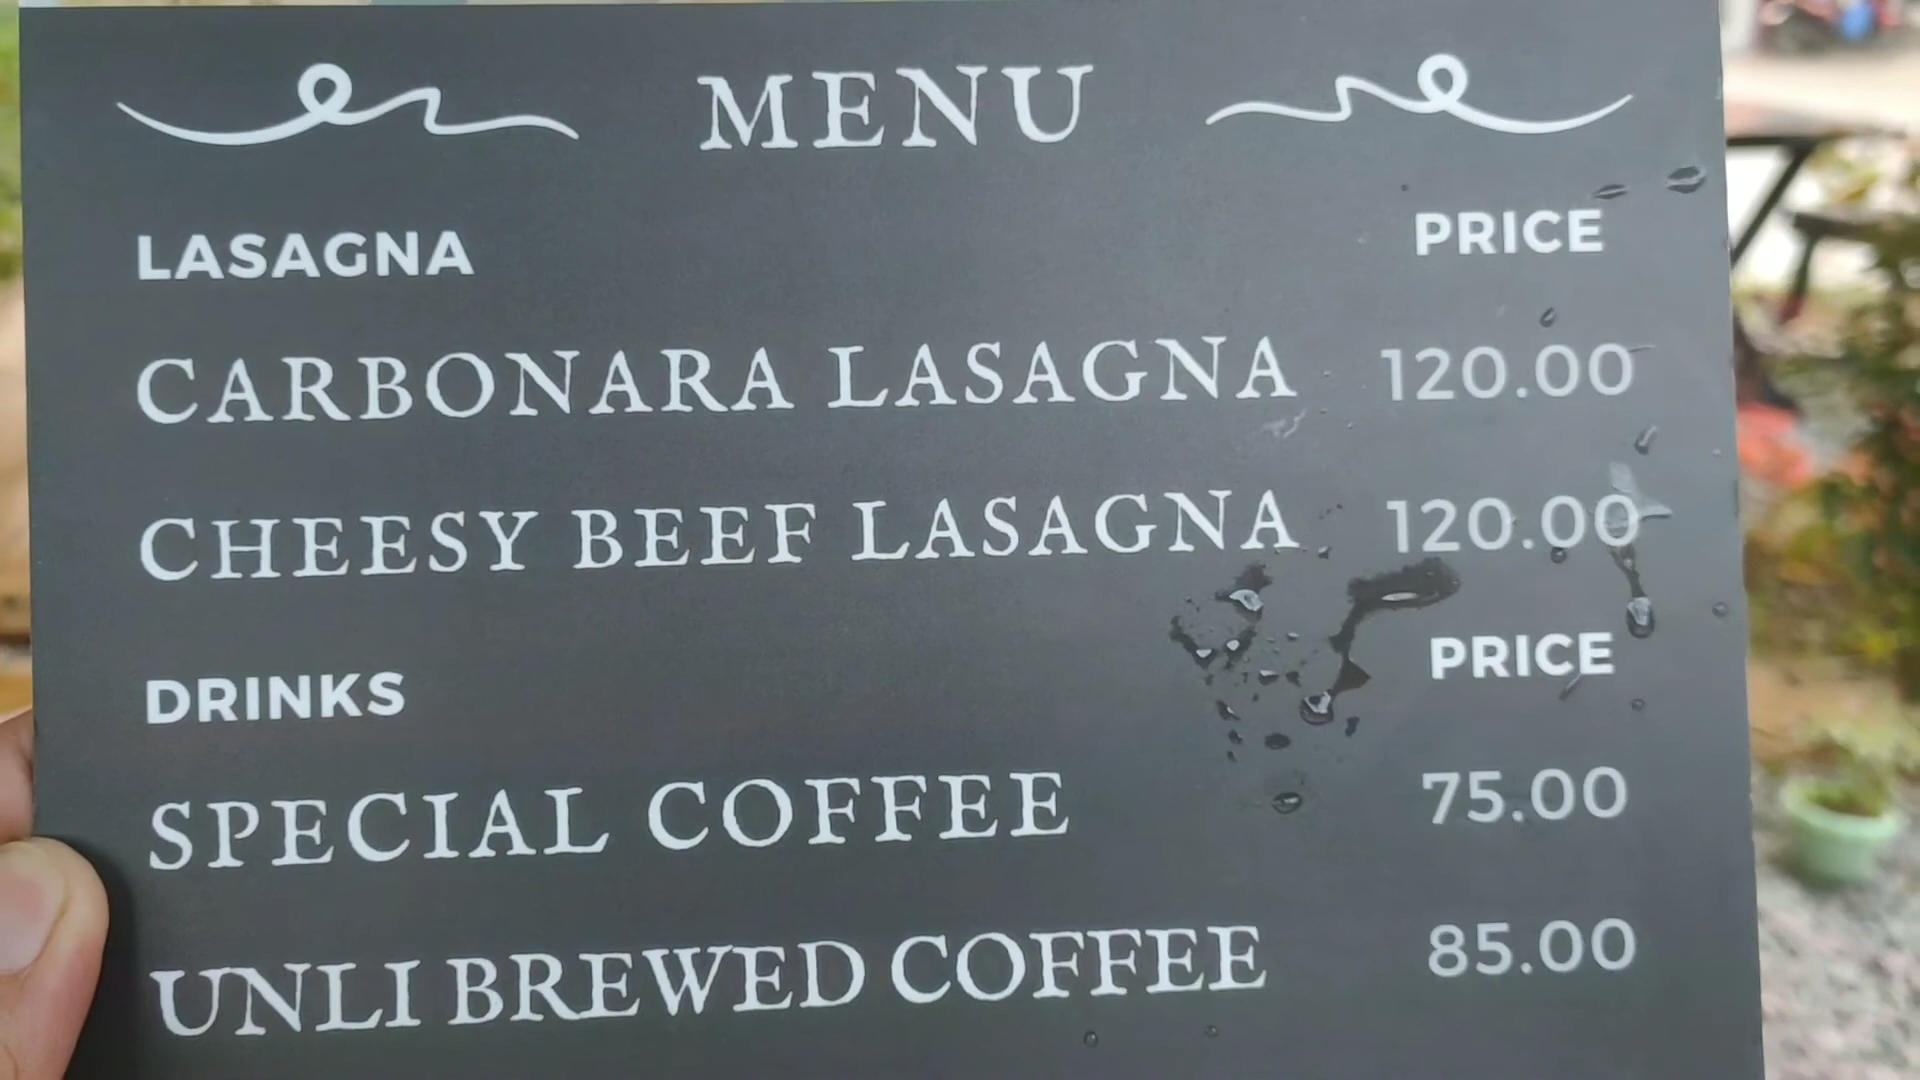 MENU
LASAGNA PRICE
CARBONARA LASAGNA 120.00
CHEESY BEEF LASAGNA 120.00
DRINKS PRICE
SPECIAL COFFEE 75.00
UNLI BREWED COFFEE 85.00